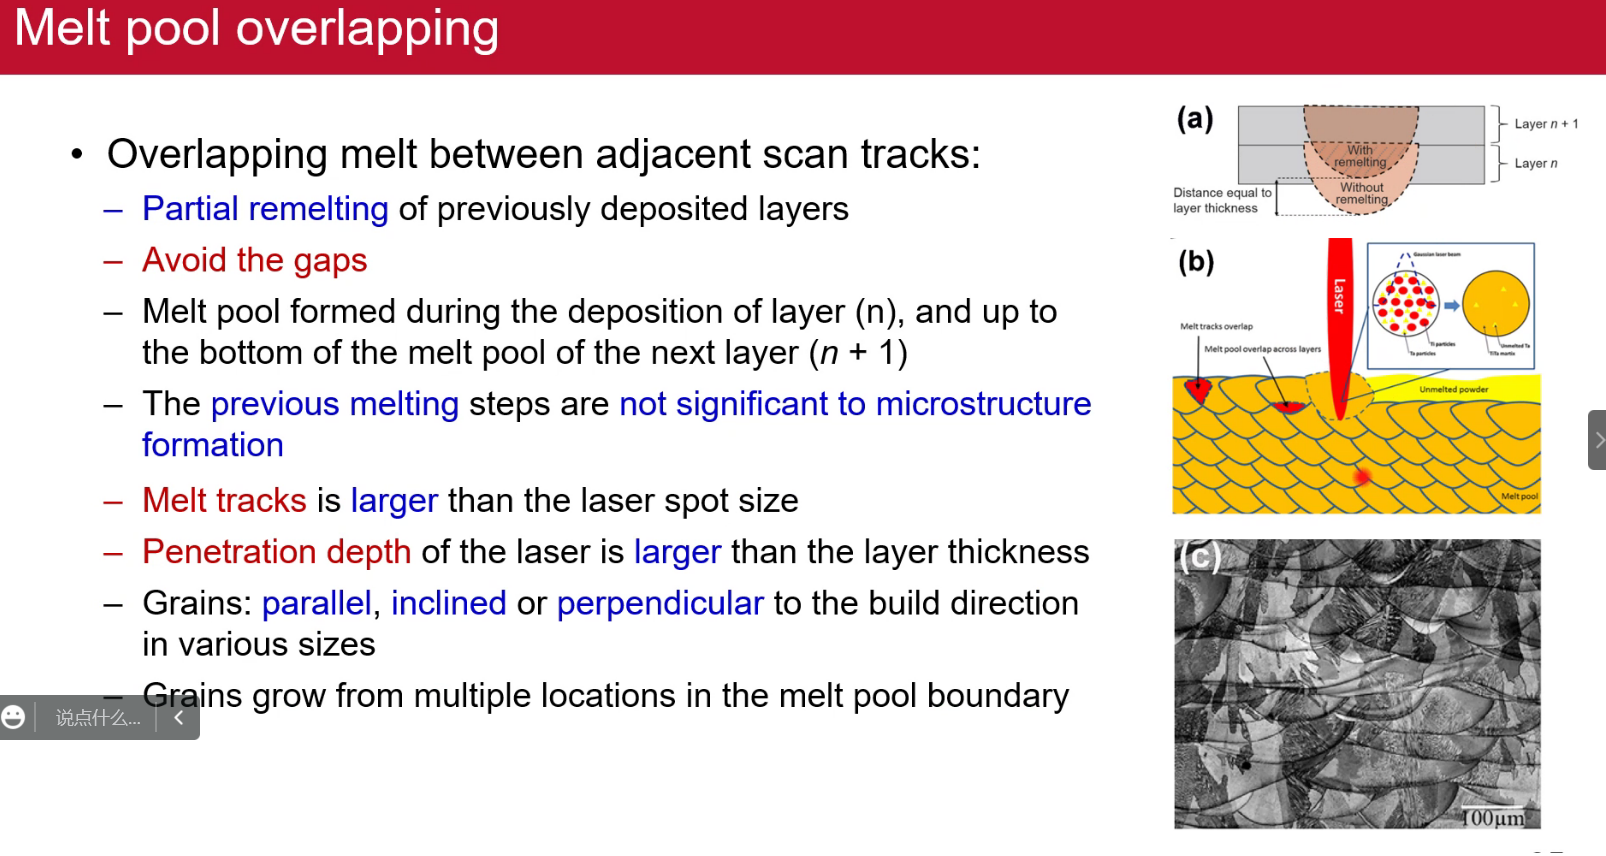 Melt pool overlapping
• Overlapping melt between adjacent scan tracks:
– Partial remelting of previously deposited layers
– Avoid the gaps
– Melt pool formed during the deposition of layer (n), and up to
the bottom of the melt pool of the next layer (n + 1)
– The previous melting steps are not significant to microstructure
formation
– Melt tracks is larger than the laser spot size
– Penetration depth of the laser is larger than the layer thickness
– Grains: parallel, inclined or perpendicular to the build direction
in various sizes
– Grains grow from multiple locations in the melt pool boundary
说点什么...
(a)
Layer n + 1
With
remelting
Layer n
Without
remelting
Distance equal to
layer thickness
(b)
Laser
Gaussian laser beam
Ti particles
Ta particles
Unmelted Ta
TiTa matrix
Melt tracks overlap
Melt pool overlap across layers
Unmelted powder
Melt pool
(c)
100μm